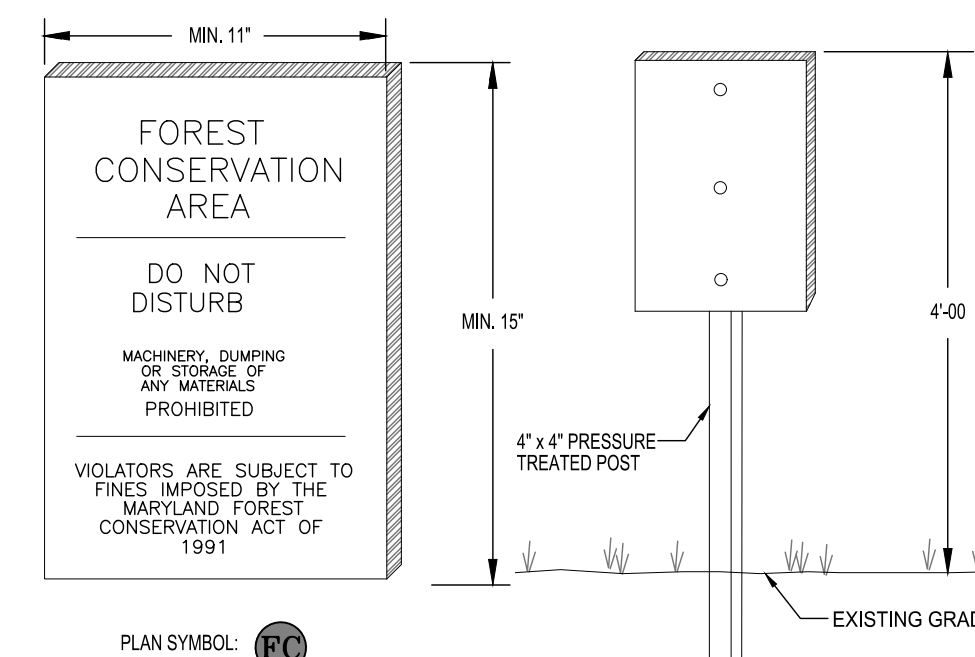 MIN. 11"
FOREST
CONSERVATION
AREA
DO NOT
DISTURB
MACHINERY, DUMPING
OR STORAGE OF
ANY MATERIALS
PROHIBITED
VIOLATORS ARE SUBJECT TO
FINES IMPOSED BY THE
MARYLAND FOREST
CONSERVATION ACT OF
1991
MIN. 15"
PLAN SYMBOL:
FC
4'-00
4" x 4" PRESSURE
TREATED POST
EXISTING GRAD